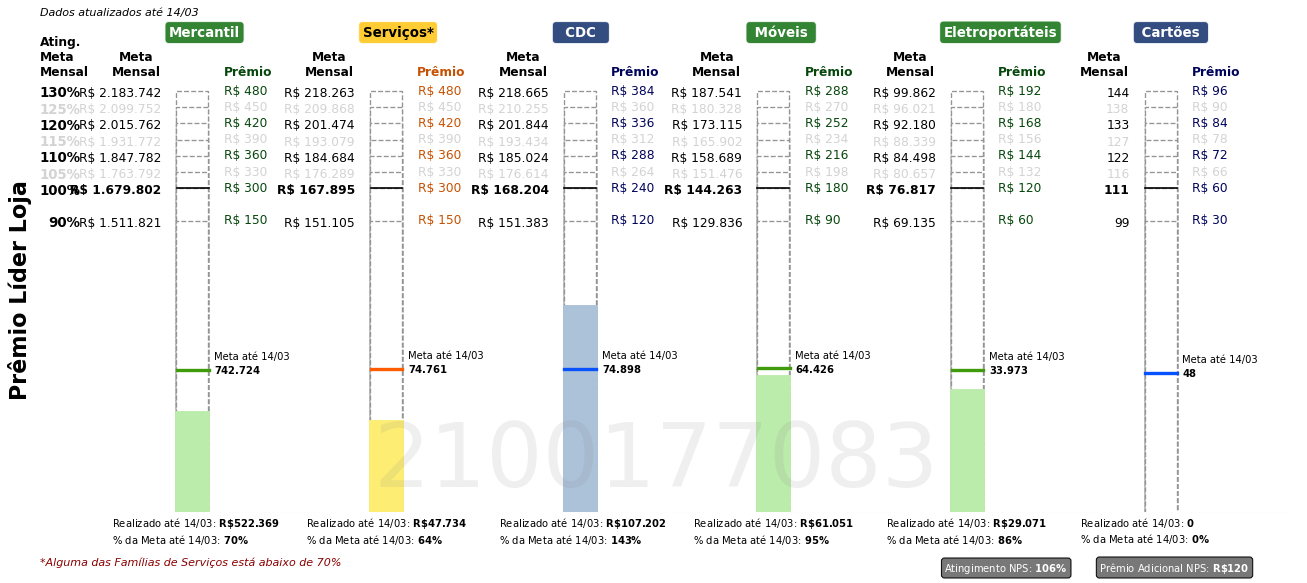 Dados atualizados até 14/03
Mercantil Serviços* CDC Móveis Eletroportáteis Cartões
Ating.
Meta Meta Meta Meta Meta Meta Meta
Mensal Mensal Prêmio Mensal Prêmio Mensal Prêmio Mensal Prêmio Mensal Prêmio Mensal Prêmio
130% R$ 2.183.742 R$ 480 R$ 218.263 R$ 480 R$ 218.665 R$ 384 R$ 187.541 R$ 288 R$ 99.862 R$ 192 144 R$ 96
125% R$ 2.099.752 R$ 450 R$ 209.868 R$ 450 R$ 210.255 R$ 360 R$ 180.328 R$ 270 R$ 96.021 R$ 180 138 R$ 90
120% R$ 2.015.762 R$ 420 R$ 201.474 R$ 420 R$ 201.844 R$ 336 R$ 173.115 R$ 252 R$ 92.180 R$ 168 133 R$ 84
115% R$ 1.931.772 R$ 390 R$ 193.079 R$ 390 R$ 193.434 R$ 312 R$ 165.902 R$ 234 R$ 88.339 R$ 156 127 R$ 78
110% R$ 1.847.782 R$ 360 R$ 184.684 R$ 360 R$ 185.024 R$ 288 R$ 158.689 R$ 216 R$ 84.498 R$ 144 122 R$ 72
105% R$ 1.763.792 R$ 330 R$ 176.289 R$ 330 R$ 176.614 R$ 264 R$ 151.476 R$ 198 R$ 80.657 R$ 132 116 R$ 66
100% R$ 1.679.802 R$ 300 R$ 167.895 R$ 300 R$ 168.204 R$ 240 R$ 144.263 R$ 180 R$ 76.817 R$ 120 111 R$ 60
90% R$ 1.511.821 R$ 150 R$ 151.105 R$ 150 R$ 151.383 R$ 120 R$ 129.836 R$ 90 R$ 69.135 R$ 60 99 R$ 30
Prêmio Líder Loja
Meta até 14/03 Meta até 14/03 Meta até 14/03 Meta até 14/03 Meta até 14/03 Meta até 14/03
742.724 74.761 74.898 64.426 33.973 48
2100177083
Realizado até 14/03: R$522.369 Realizado até 14/03: R$47.734 Realizado até 14/03: R$107.202 Realizado até 14/03: R$61.051 Realizado até 14/03: R$29.071 Realizado até 14/03: 0
% da Meta até 14/03: 70% % da Meta até 14/03: 64% % da Meta até 14/03: 143% % da Meta até 14/03: 95% % da Meta até 14/03: 86% % da Meta até 14/03: 0%
*Alguma das Famílias de Serviços está abaixo de 70% Atingimento NPS: 106% Prêmio Adicional NPS: R$120